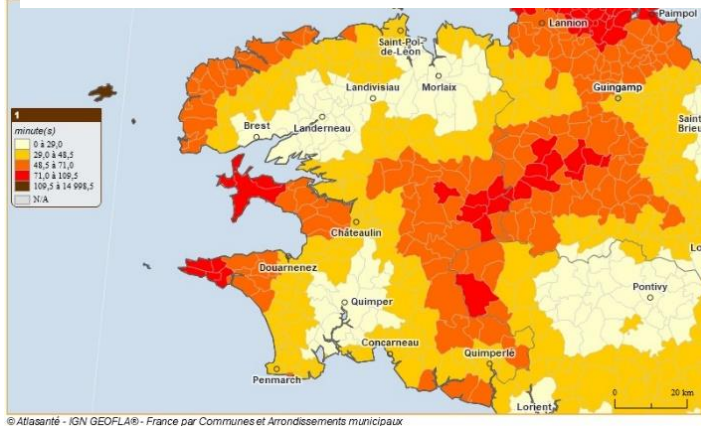 Paimpol
Lannion
Saint-Pol
de-Léon
Guingamp
Landivisiau
Morlaix
Saint
Brieu
Brest
Landerneau
1
minute(s)
0 à 29,0
29,0 à 48,5
48,5 à 71,0
71,0 à 109,5
109,5 à 14 998,5
N/A
Châteaulin
Lo
Douarnenez
Pontivy
Quimper
Concarneau
Quimperlé
Penmarch
Lorient
0 20 km
© Atlasanté - IGN GEOFLA® - France par Communes et Arrondissements municipaux